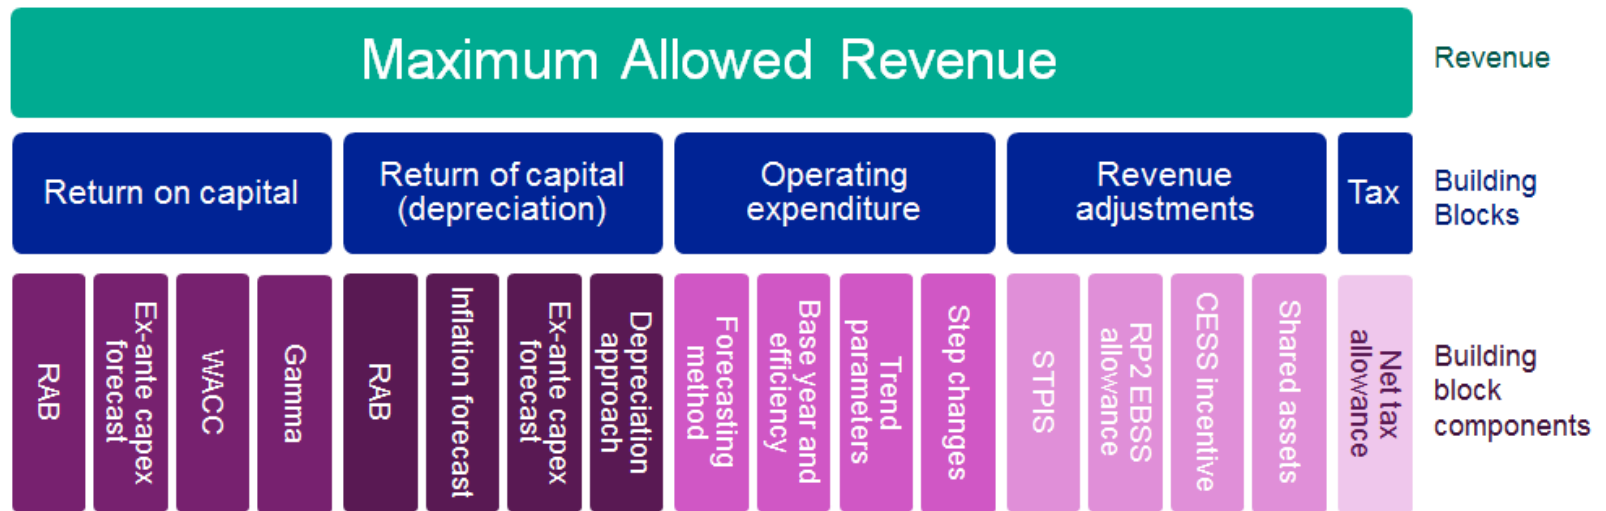 Maximum Allowed Revenue
Revenue
Return on capital
Return of capital
(depreciation)
Operating
expenditure
Revenue
adjustments
Tax
Building
Blocks
RAB
Ex-ante capex
forecast
WACC
Gamma
RAB
Inflation forecast
Ex-ante capex
forecast
Depreciation
approach
Forecasting
method
Base year and
efficiency
Trend
parameters
Step changes
STPIS
RP2 EBSS
allowance
CESS incentive
Shared assets
Net tax
allowance
Building
block
components